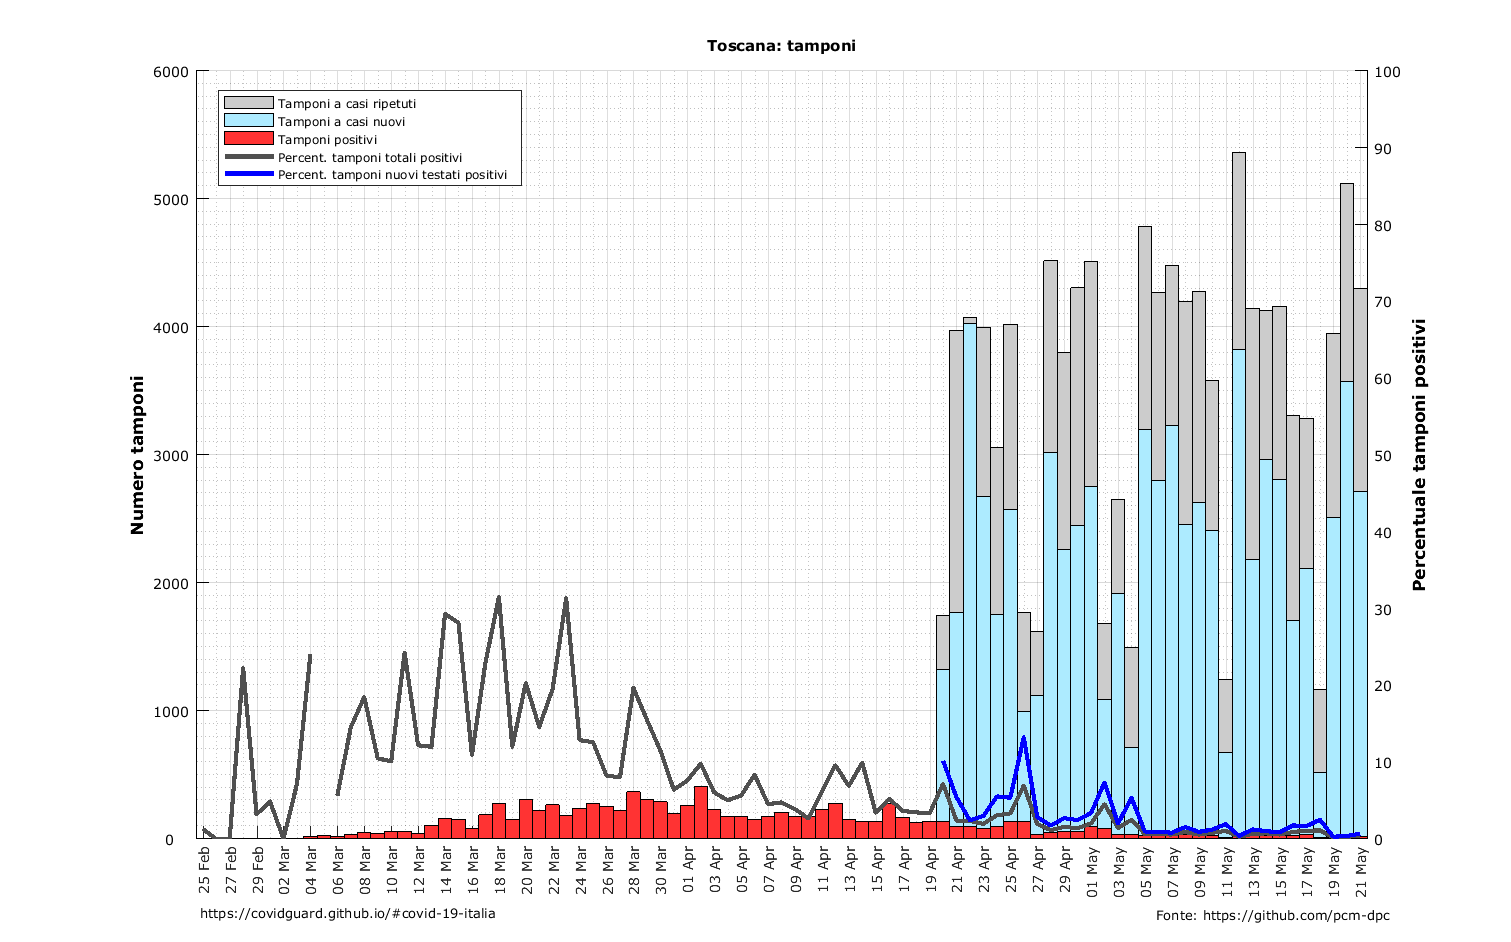 Toscana: tamponi
Tamponi a casi ripetuti
Tamponi a casi nuovi
Tamponi positivi
Percent. tamponi totali positivi
Percent. tamponi nuovi testati positivi
Numero tamponi
6000
5000
4000
3000
2000
1000
0
Percentuale tamponi positivi
100
90
80
70
60
50
40
30
20
10
0
25 Feb
27 Feb
29 Feb
02 Mar
04 Mar
06 Mar
08 Mar
10 Mar
12 Mar
14 Mar
16 Mar
18 Mar
20 Mar
22 Mar
24 Mar
26 Mar
28 Mar
30 Mar
01 Apr
03 Apr
05 Apr
07 Apr
09 Apr
11 Apr
13 Apr
15 Apr
17 Apr
19 Apr
21 Apr
23 Apr
25 Apr
27 Apr
29 Apr
01 May
03 May
05 May
07 May
09 May
11 May
13 May
15 May
17 May
19 May
21 May
https://covidguard.github.io/#covid-19-italia
Fonte: https://github.com/pcm-dpc